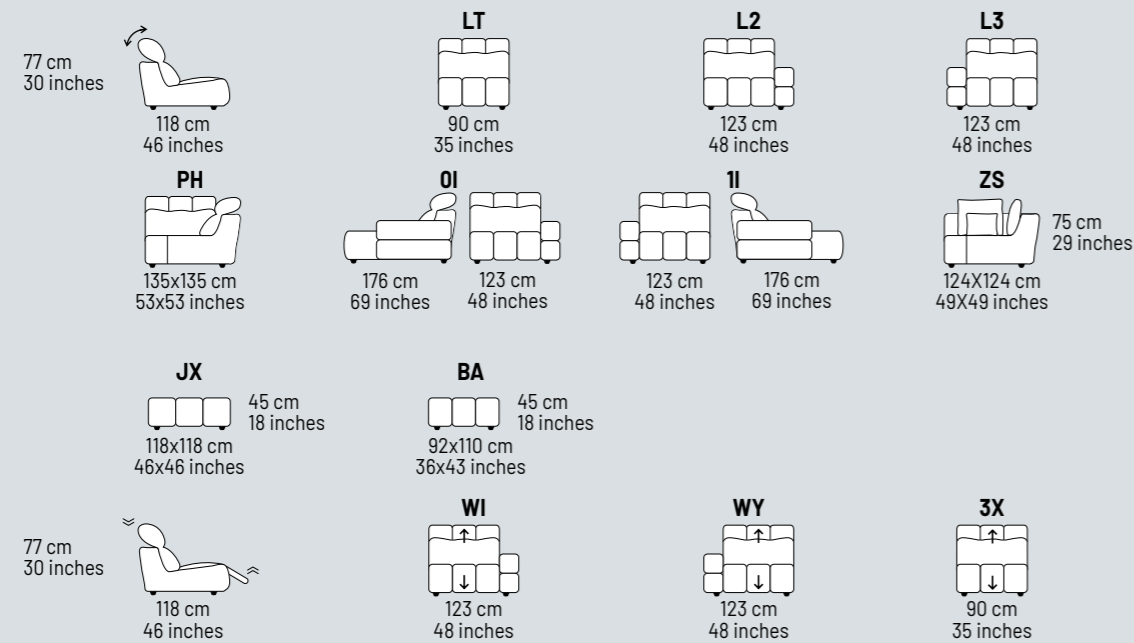 77 cm
30 inches
118 cm
46 inches
LT
90 cm
35 inches
L2
123 cm
48 inches
L3
123 cm
48 inches
PH
135x135 cm
53x53 inches
0I
176 cm
69 inches
123 cm
48 inches
1I
123 cm
48 inches
176 cm
69 inches
ZS
75 cm
29 inches
124X124 cm
49X49 inches
JX
45 cm
18 inches
118x118 cm
46x46 inches
BA
45 cm
18 inches
92x110 cm
36x43 inches
77 cm
30 inches
118 cm
46 inches
WI
123 cm
48 inches
WY
123 cm
48 inches
3X
90 cm
35 inches